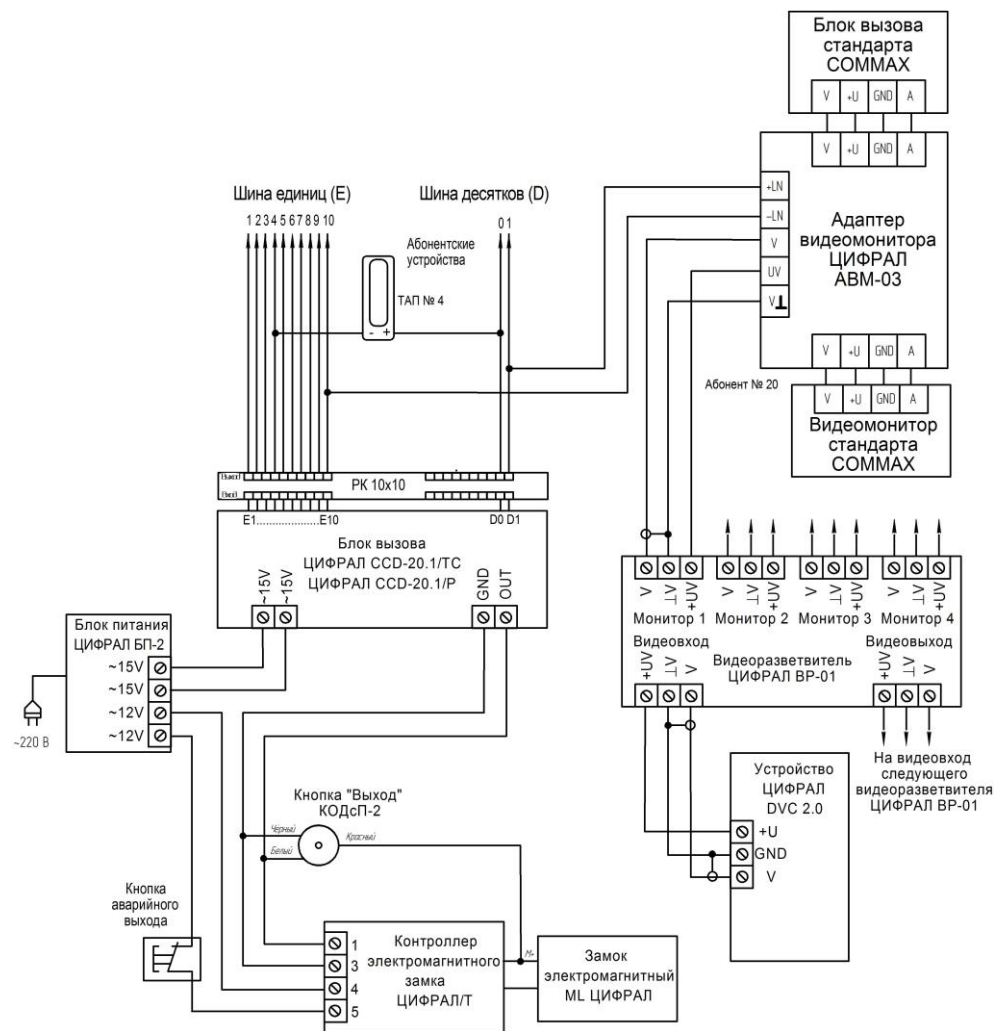 Блок вызова
стандарта
COMMAX
V +U GND A
V +U GND A
+LN
–LN
V
UV
V⊥
Адаптер
видеомонитора
ЦИФРАЛ
АВМ-03
V +U GND A
Абонент № 20
V +U GND A
Видеомонитор
стандарта
COMMAX
Шина единиц (Е)
1 2 3 4 5 6 7 8 9 10
Шина десятков (D)
0 1
Абонентские
устройства
ТАП № 4
- +
РК 10х10
E1.....................E10
D0 D1
Блок вызова
ЦИФРАЛ CCD-20.1/TC
ЦИФРАЛ CCD-20.1/P
~15V ~15V GND OUT
Блок питания
ЦИФРАЛ БП-2
~15V
~15V
~12V
~12V
~220 В
V ⊥V +UV V ⊥V +UV V ⊥V +UV V ⊥V +UV
Монитор 1 Монитор 2 Монитор 3 Монитор 4
Видеовход Видеовыход
+UV ⊥V V +UV ⊥V V
Видеоразветвитель
ЦИФРАЛ ВР-01
На видеовход
следующего
видеоразветвителя
ЦИФРАЛ ВР-01
Устройство
ЦИФРАЛ
DVC 2.0
+U
GND
V
Кнопка "Выход"
КОДсП-2
Чёрный
Белый
Красный
Кнопка
аварийного
выхода
1
3
4
5
Контроллер
электромагнитного
замка
ЦИФРАЛ/Т
М+
Замок
электромагнитный
ML ЦИФРАЛ